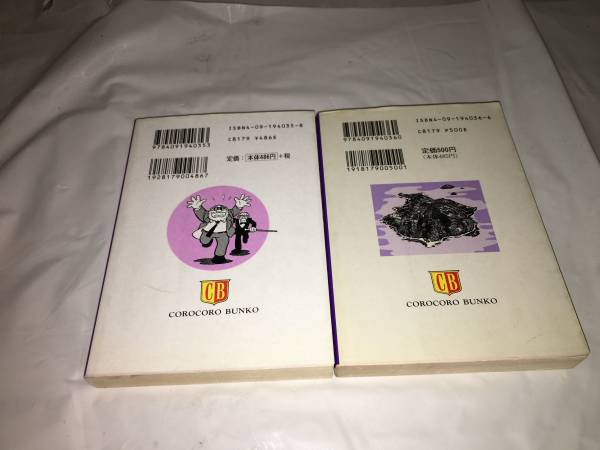 ISBN4-09-194035-8
C8179 ¥486E
9784091940353
1928179004867
定価：本体486円＋税
CB
COROCORO BUNKO
ISBN4-09-194036-6
C8179 ¥500E
9784091940360
定価500円
(本体485円)
1918179005001
CB
COROCORO BUNKO